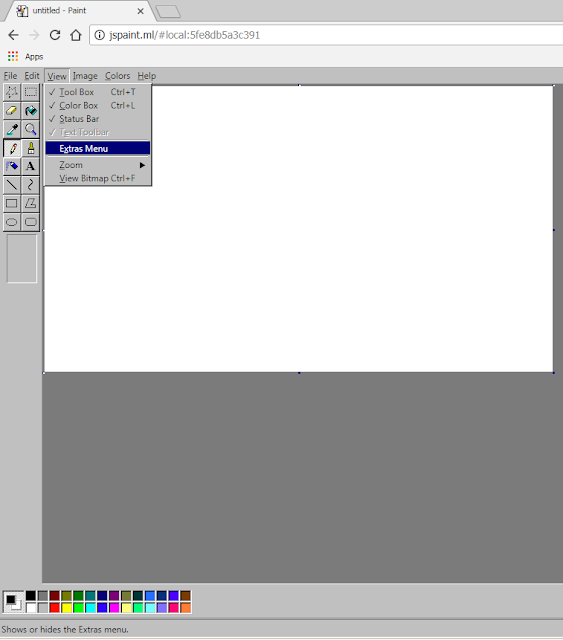 untitled - Paint
jspaint.ml/#local:5fe8db5a3c391
Apps
File Edit View Image Colors Help
✓ Tool Box Ctrl+T
✓ Color Box Ctrl+L
✓ Status Bar
✓ Text Toolbar
Extras Menu
Zoom
View Bitmap Ctrl+F
A
Shows or hides the Extras menu.